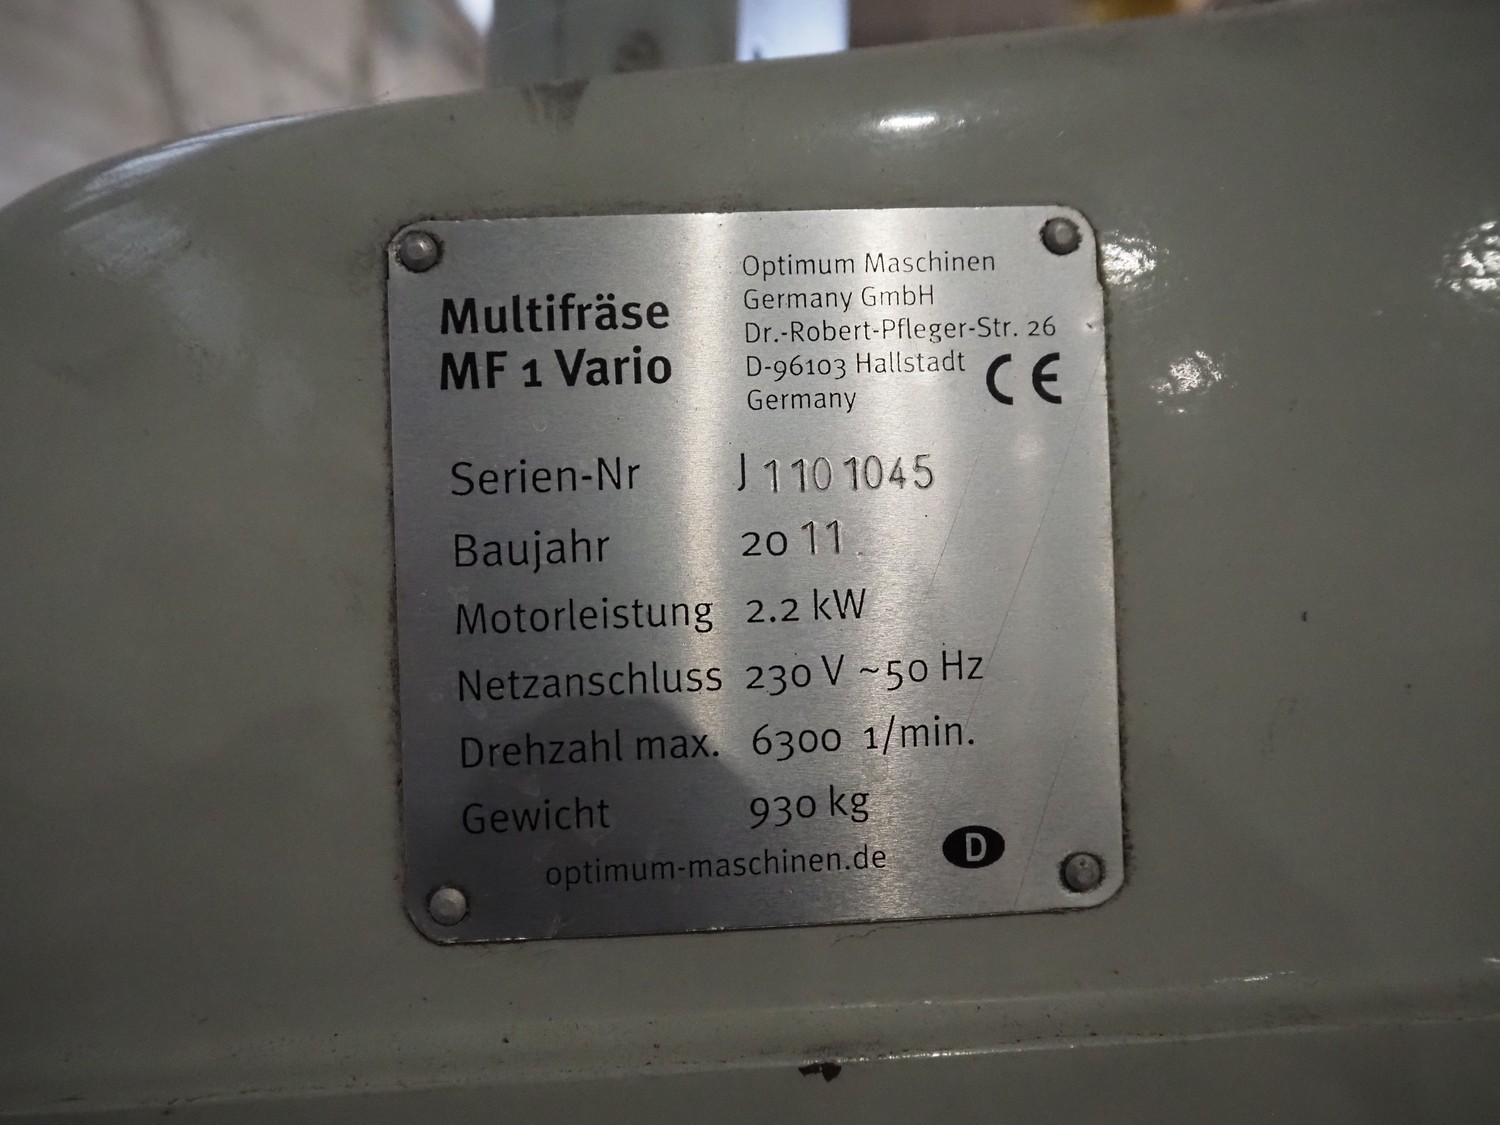 Multifräse
MF 1 Vario
Optimum Maschinen
Germany GmbH
Dr.-Robert-Pfleger-Str. 26
D-96103 Hallstadt
Germany
CE
Serien-Nr J 1101045
Baujahr 2011
Motorleistung 2.2 kW
Netzanschluss 230 V ~50 Hz
Drehzahl max. 6300 1/min.
Gewicht 930 kg
optimum-maschinen.de
D